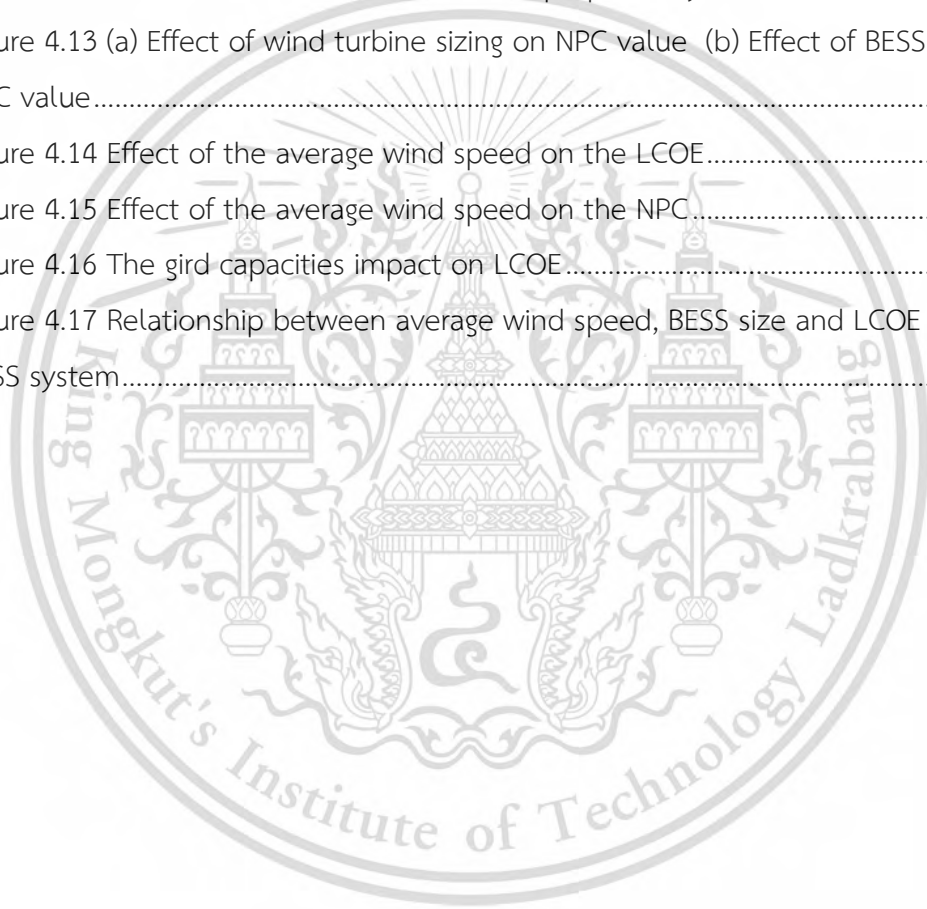 ure 4.13 (a) Effect of wind turbine sizing on NPC value (b) Effect of BESS
C value
ure 4.14 Effect of the average wind speed on the LCOE
ure 4.15 Effect of the average wind speed on the NPC
ure 4.16 The gird capacities impact on LCOE
ure 4.17 Relationship between average wind speed, BESS size and LCOE
SS system
King Mongkut's Institute of Technology Ladkrabang